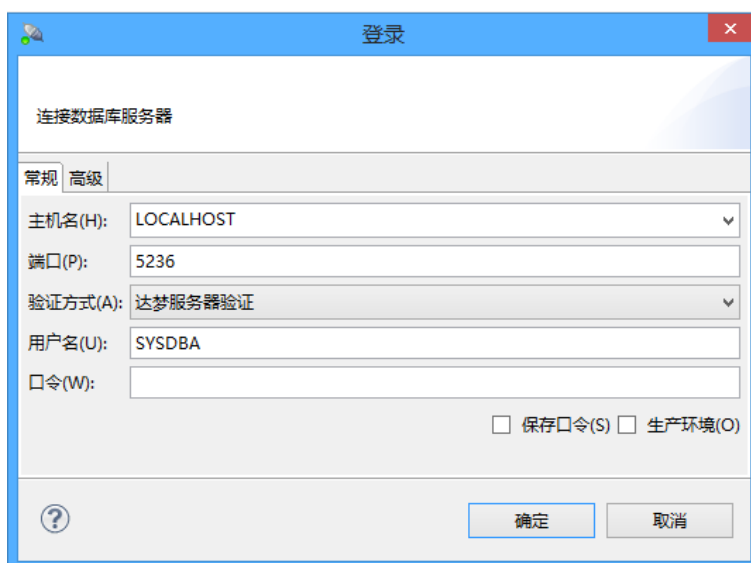 登录
连接数据库服务器
常规 高级
主机名(H): LOCALHOST
端口(P): 5236
验证方式(A): 达梦服务器验证
用户名(U): SYSDBA
口令(W):
保存口令(S) 生产环境(O)
? 确定 取消